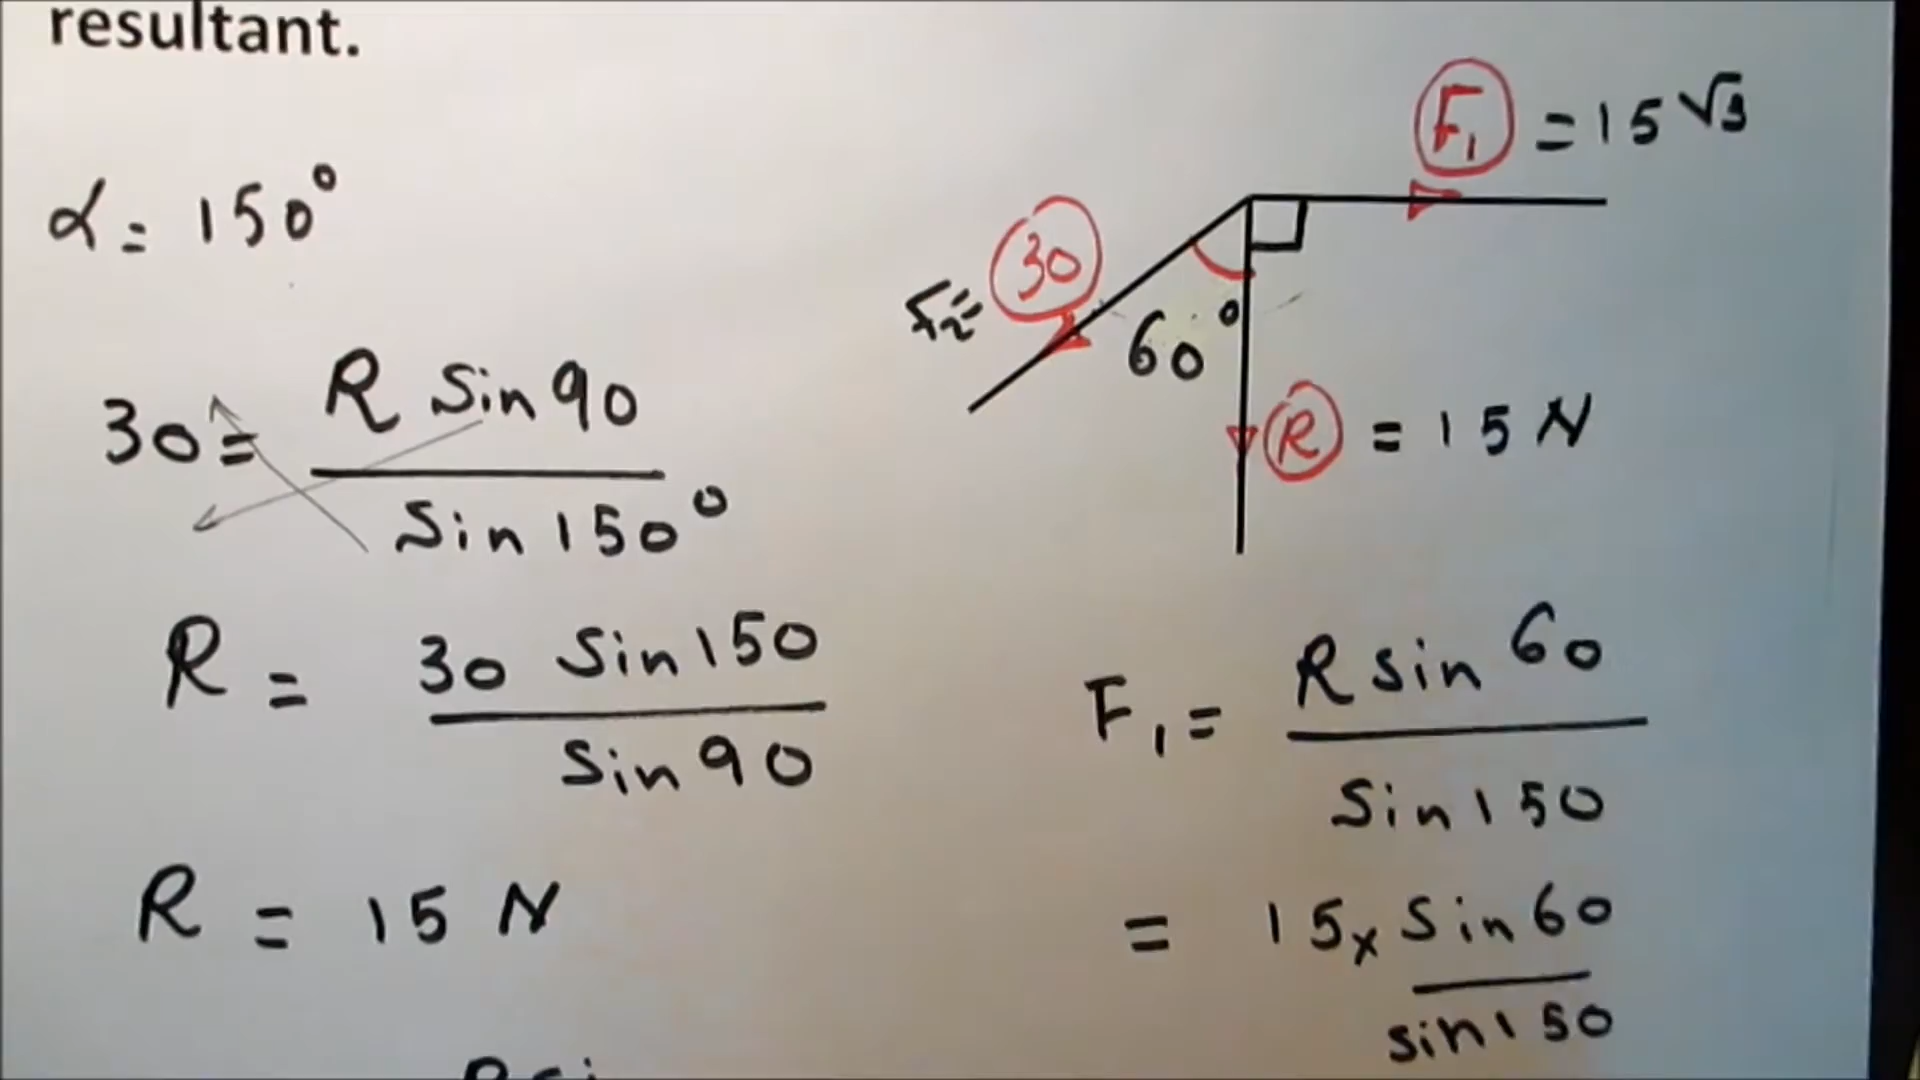 resultant.
α = 150°
30 = R Sin 90
Sin 150°
R = 30 Sin 150
Sin 90
R = 15 N
F₁ = 15 √3
F₂ = 30
60°
R = 15 N
F₁ = R sin 60
Sin 150
= 15 x Sin 60
sin 150